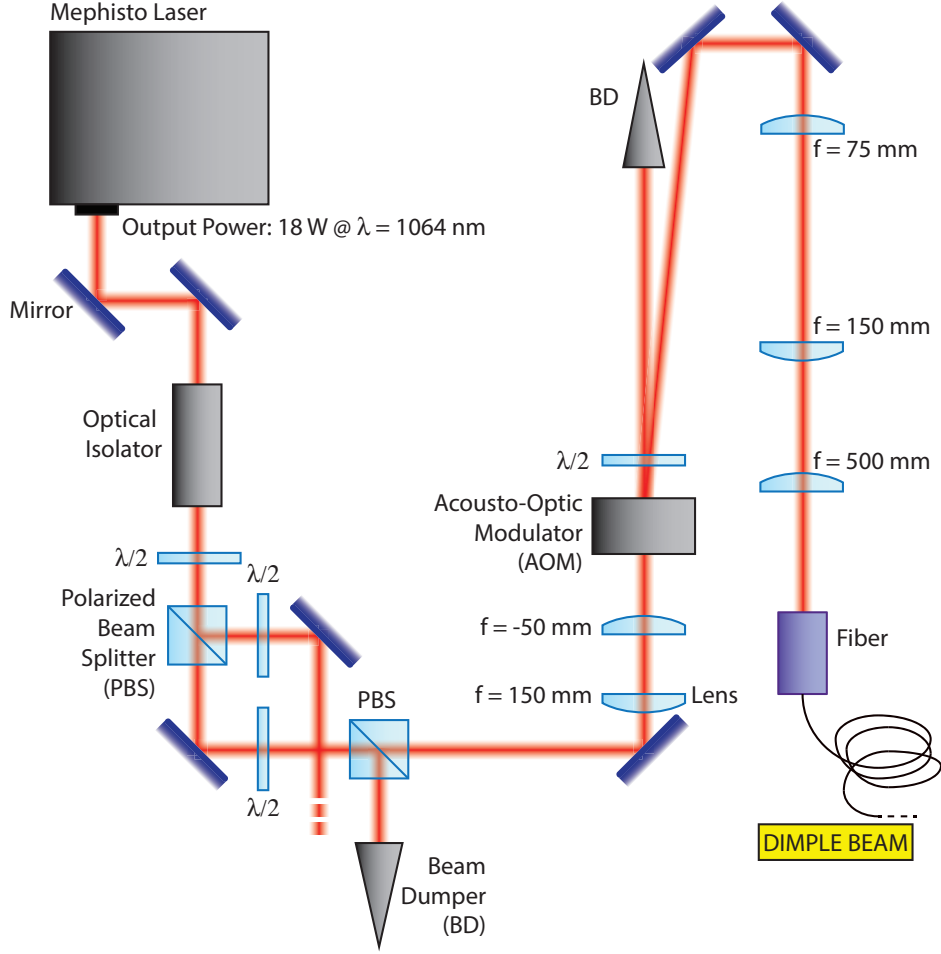 Mephisto Laser
Output Power: 18 W @ λ = 1064 nm
Mirror
Optical
Isolator
λ/2
λ/2
Polarized
Beam
Splitter
(PBS)
PBS
λ/2
Beam
Dumper
(BD)
BD
λ/2
Acousto-Optic
Modulator
(AOM)
f = -50 mm
f = 150 mm
Lens
f = 75 mm
f = 150 mm
f = 500 mm
Fiber
DIMPLE BEAM